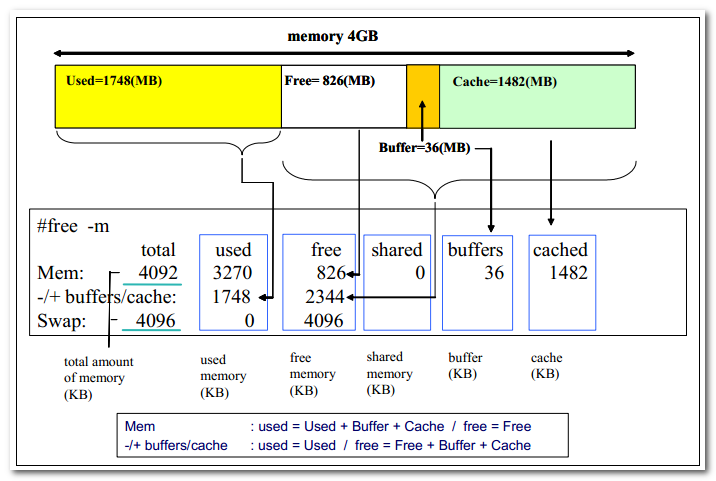 memory 4GB
Used=1748(MB) Free= 826(MB) Cache=1482(MB)
Buffer=36(MB)
#free -m
total used free shared buffers cached
Mem: 4092 3270 826 0 36 1482
-/+ buffers/cache: 1748 2344
Swap: 4096 0 4096
total amount of memory (KB) used memory (KB) free memory (KB) shared memory (KB) buffer (KB) cache (KB)
Mem : used = Used + Buffer + Cache / free = Free
-/+ buffers/cache : used = Used / free = Free + Buffer + Cache